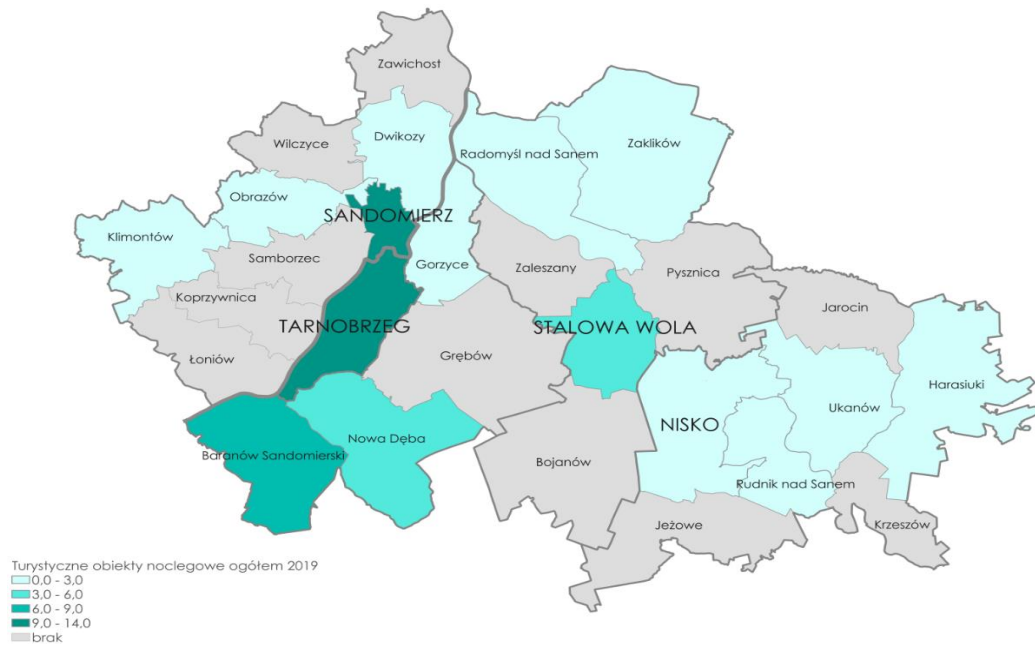 Zawichost
Dwikozy
Wilczyce
Radomyśl nad Sanem
Zaklików
Obrazów
SANDOMIERZ
Klimontów
Samborzec
Gorzyce
Zaleszany
Pysznica
Koprzywnica
Jarocin
TARNOBRZEG
STALOWA WOLA
Łoniów
Grębów
Harasiuki
Ukanów
NISKO
Nowa Dęba
Baranów Sandomierski
Bojanów
Rudnik nad Sanem
Jeżowe
Krzeszów
Turystyczne obiekty noclegowe ogółem 2019
0,0 - 3,0
3,0 - 6,0
6,0 - 9,0
9,0 - 14,0
brak